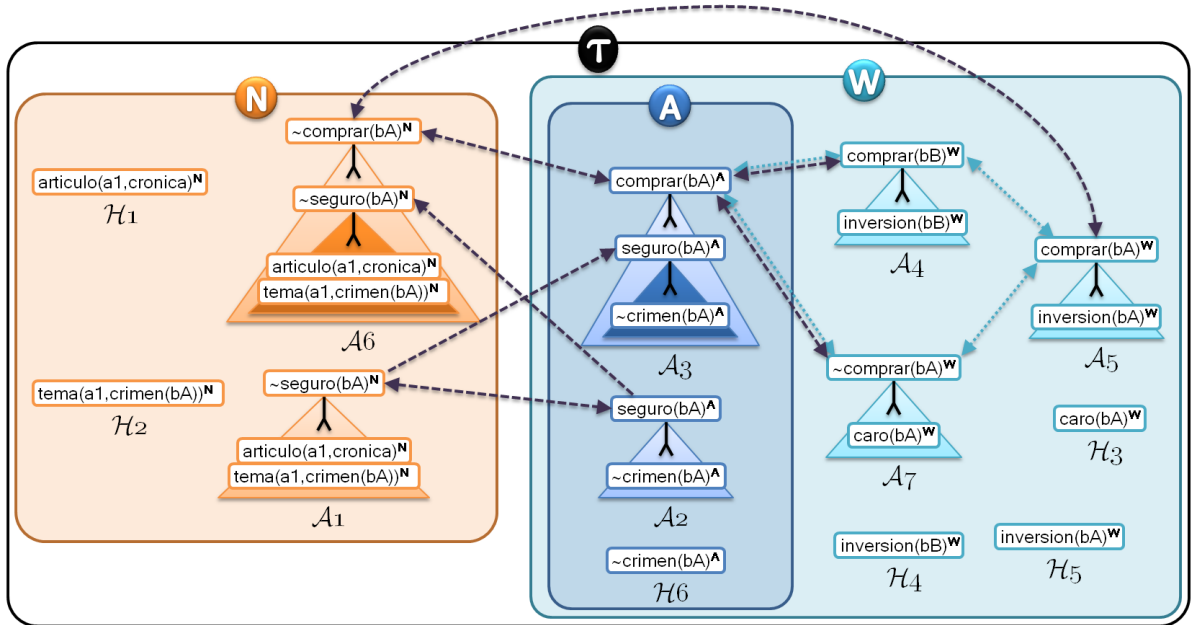 T
N
A
W
~comprar(bA)ᴺ
articulo(a1,cronica)ᴺ
H1
~seguro(bA)ᴺ
articulo(a1,cronica)ᴺ
tema(a1,crimen(bA))ᴺ
A6
tema(a1,crimen(bA))ᴺ
H2
~seguro(bA)ᴺ
articulo(a1,cronica)ᴺ
tema(a1,crimen(bA))ᴺ
A1
comprar(bA)ᴬ
seguro(bA)ᴬ
~crimen(bA)ᴬ
A3
seguro(bA)ᴬ
~crimen(bA)ᴬ
A2
~crimen(bA)ᴬ
H6
comprar(bB)ᵂ
inversion(bB)ᵂ
A4
comprar(bA)ᵂ
inversion(bA)ᵂ
A5
~comprar(bA)ᵂ
caro(bA)ᵂ
A7
caro(bA)ᵂ
H3
inversion(bB)ᵂ
H4
inversion(bA)ᵂ
H5